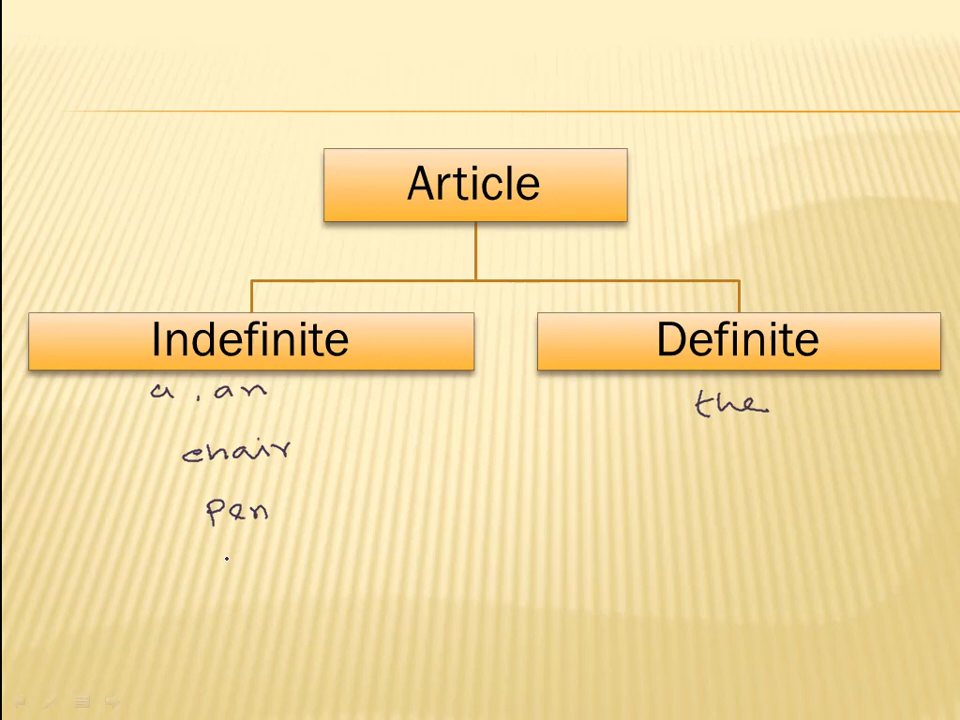 Article
Indefinite Definite
a, an the
chair
pen